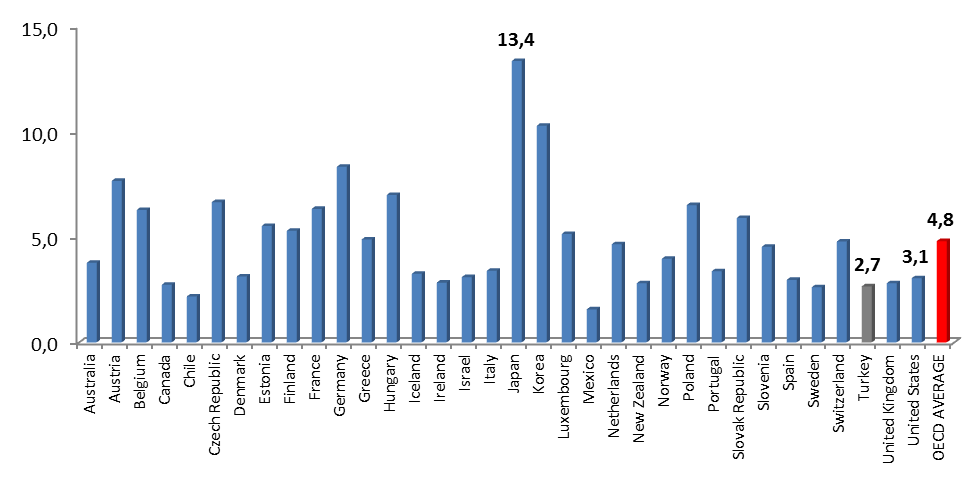 15,0
10,0
5,0
0,0
13,4
2,7
3,1
4,8
Australia
Austria
Belgium
Canada
Chile
Czech Republic
Denmark
Estonia
Finland
France
Germany
Greece
Hungary
Iceland
Ireland
Israel
Italy
Japan
Korea
Luxembourg
Mexico
Netherlands
New Zealand
Norway
Poland
Portugal
Slovak Republic
Slovenia
Spain
Sweden
Switzerland
Turkey
United Kingdom
United States
OECD AVERAGE